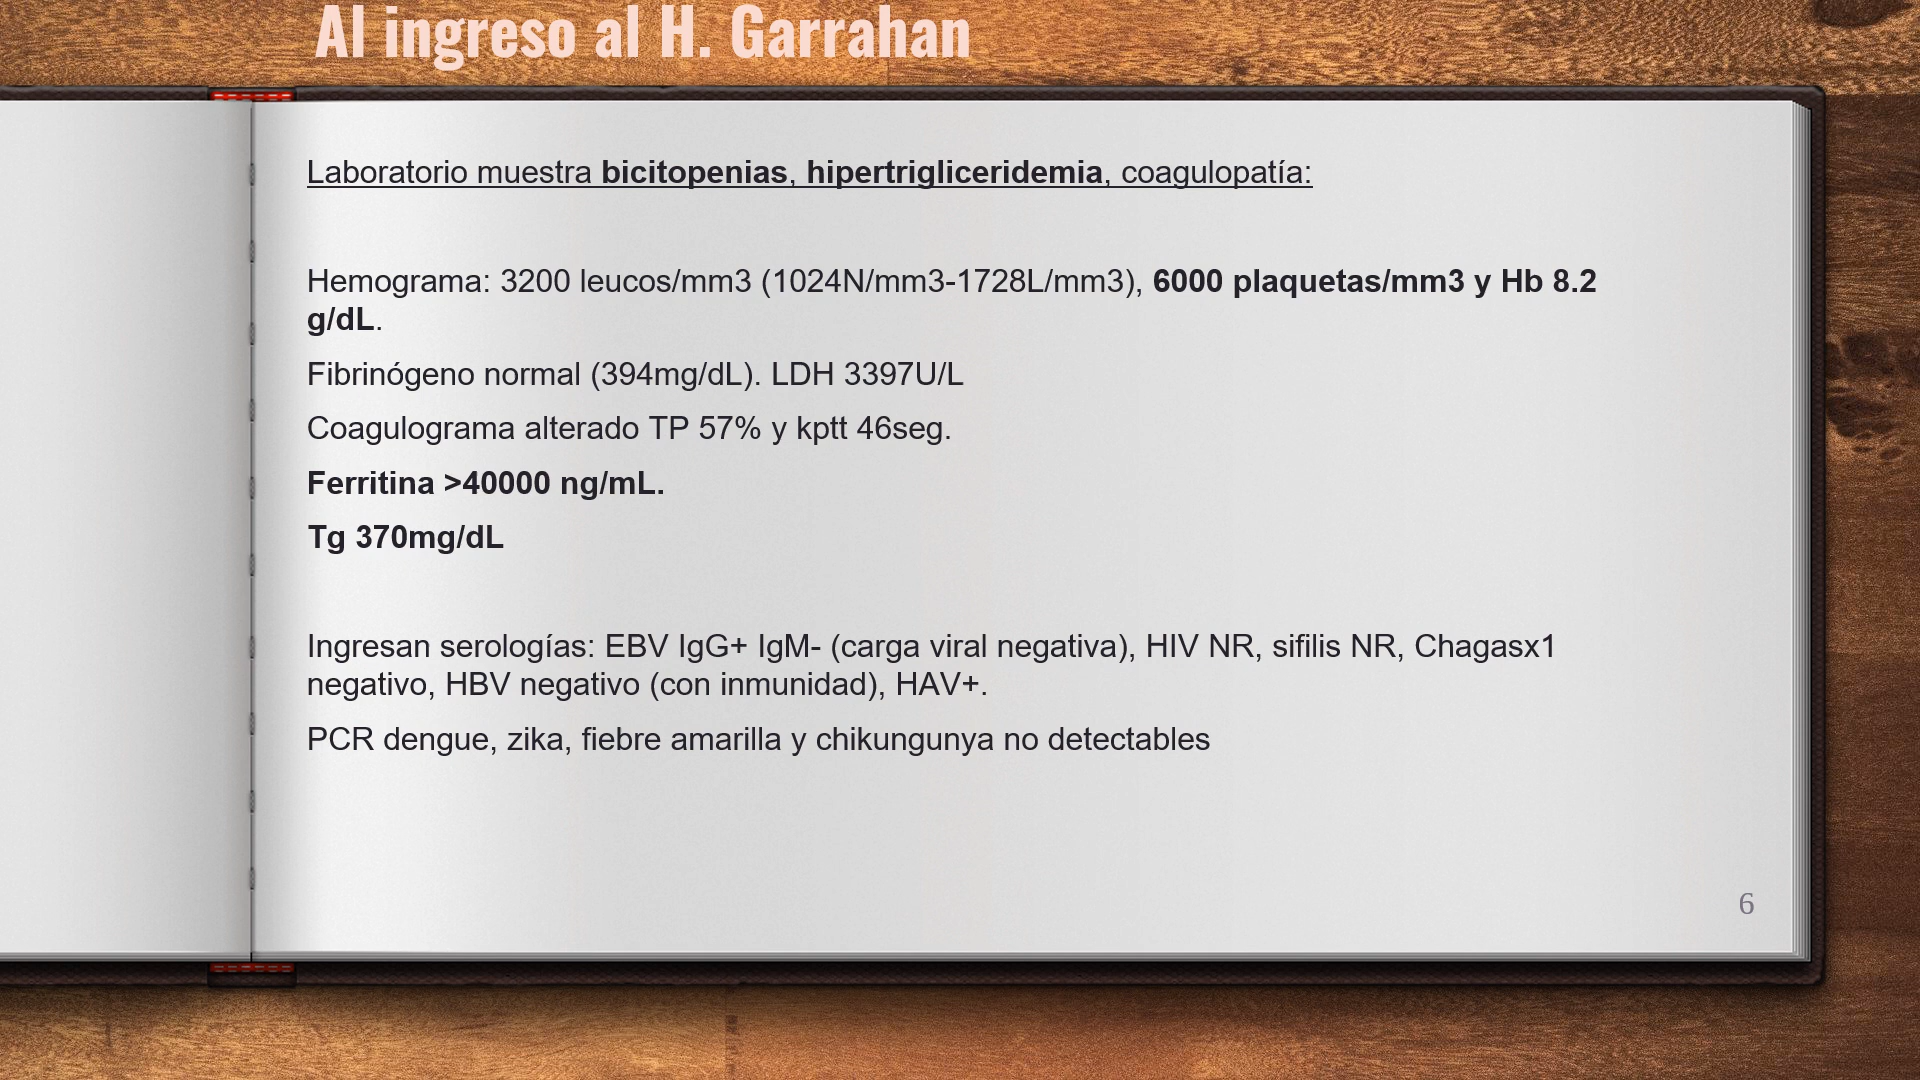 Al ingreso al H. Garrahan
Laboratorio muestra bicitopenias, hipertrigliceridemia, coagulopatía:
Hemograma: 3200 leucos/mm3 (1024N/mm3-1728L/mm3), 6000 plaquetas/mm3 y Hb 8.2
g/dL.
Fibrinógeno normal (394mg/dL). LDH 3397U/L
Coagulograma alterado TP 57% y kptt 46seg.
Ferritina >40000 ng/mL.
Tg 370mg/dL
Ingresan serologías: EBV IgG+ IgM- (carga viral negativa), HIV NR, sifilis NR, Chagasx1
negativo, HBV negativo (con inmunidad), HAV+.
PCR dengue, zika, fiebre amarilla y chikungunya no detectables
6